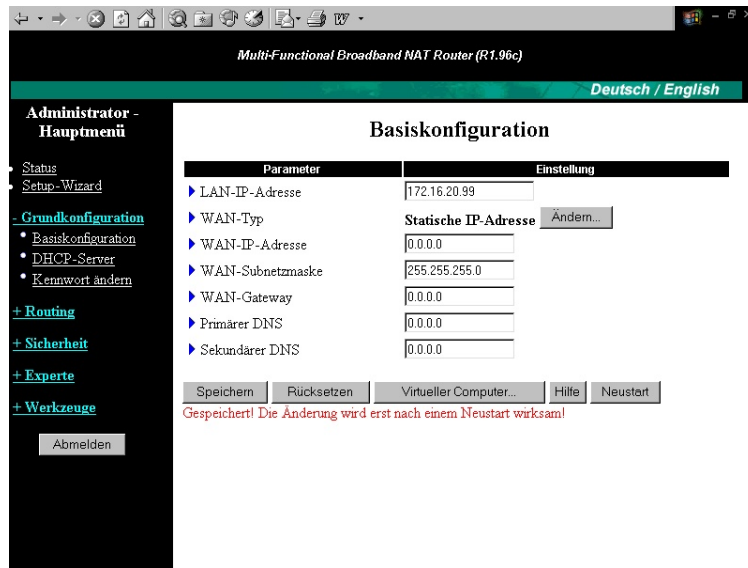 Multi-Functional Broadband NAT Router (R1.96c)
Deutsch / English
Administrator -
Hauptmenü
Status
Setup-Wizard
- Grundkonfiguration
Basiskonfiguration
DHCP-Server
Kennwort ändern
+ Routing
+ Sicherheit
+ Experte
+ Werkzeuge
Abmelden
Basiskonfiguration
Parameter Einstellung
LAN-IP-Adresse 172.16.20.99
WAN-Typ Statische IP-Adresse Ändern...
WAN-IP-Adresse 0.0.0.0
WAN-Subnetzmaske 255.255.255.0
WAN-Gateway 0.0.0.0
Primärer DNS 0.0.0.0
Sekundärer DNS 0.0.0.0
Speichern Rücksetzen Virtueller Computer... Hilfe Neustart
Gespeichert! Die Änderung wird erst nach einem Neustart wirksam!